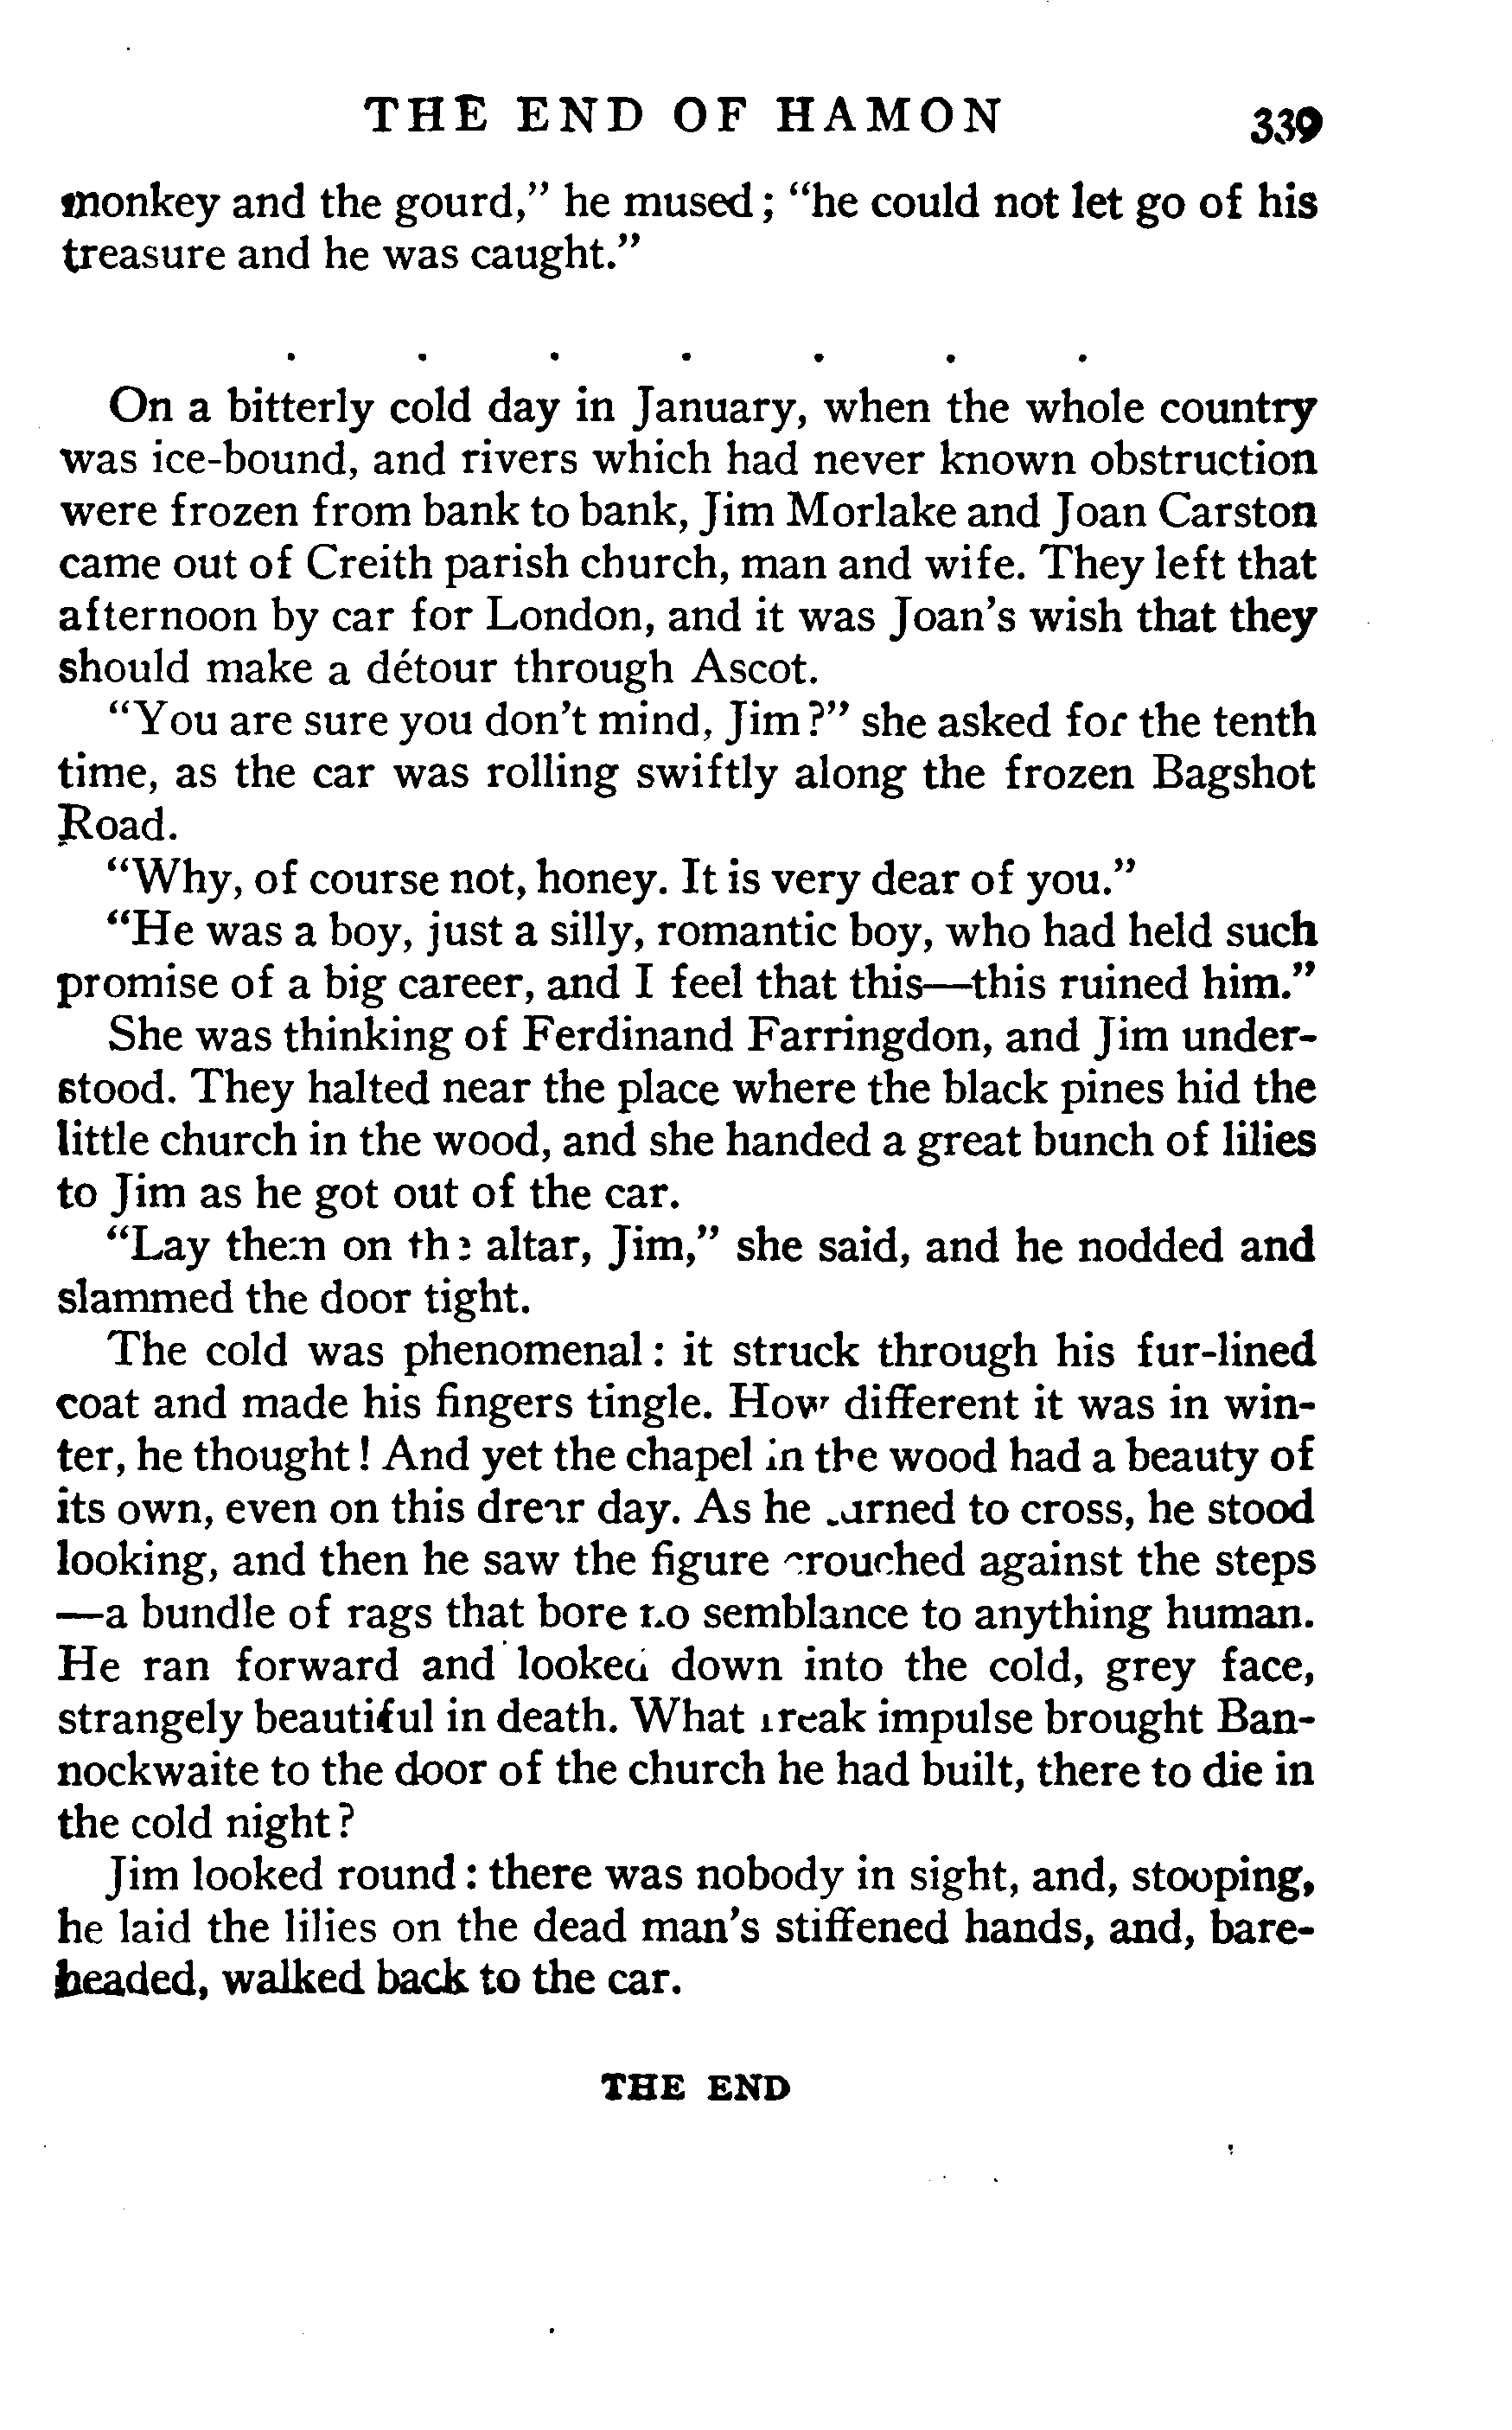 THE END OF HAMON 339
monkey and the gourd," he mused; "he could not let go of his
treasure and he was caught."
. . . . . . .
On a bitterly cold day in January, when the whole country
was ice-bound, and rivers which had never known obstruction
were frozen from bank to bank, Jim Morlake and Joan Carston
came out of Creith parish church, man and wife. They left that
afternoon by car for London, and it was Joan's wish that they
should make a détour through Ascot.
"You are sure you don't mind, Jim?" she asked for the tenth
time, as the car was rolling swiftly along the frozen Bagshot
Road.
"Why, of course not, honey. It is very dear of you."
"He was a boy, just a silly, romantic boy, who had held such
promise of a big career, and I feel that this—this ruined him."
She was thinking of Ferdinand Farringdon, and Jim under-
stood. They halted near the place where the black pines hid the
little church in the wood, and she handed a great bunch of lilies
to Jim as he got out of the car.
"Lay them on the altar, Jim," she said, and he nodded and
slammed the door tight.
The cold was phenomenal: it struck through his fur-lined
coat and made his fingers tingle. How different it was in win-
ter, he thought! And yet the chapel in the wood had a beauty of
its own, even on this drear day. As he turned to cross, he stood
looking, and then he saw the figure crouched against the steps
—a bundle of rags that bore no semblance to anything human.
He ran forward and looked down into the cold, grey face,
strangely beautiful in death. What freak impulse brought Ban-
nockwaite to the door of the church he had built, there to die in
the cold night?
Jim looked round: there was nobody in sight, and, stooping,
he laid the lilies on the dead man's stiffened hands, and, bare-
headed, walked back to the car.
THE END